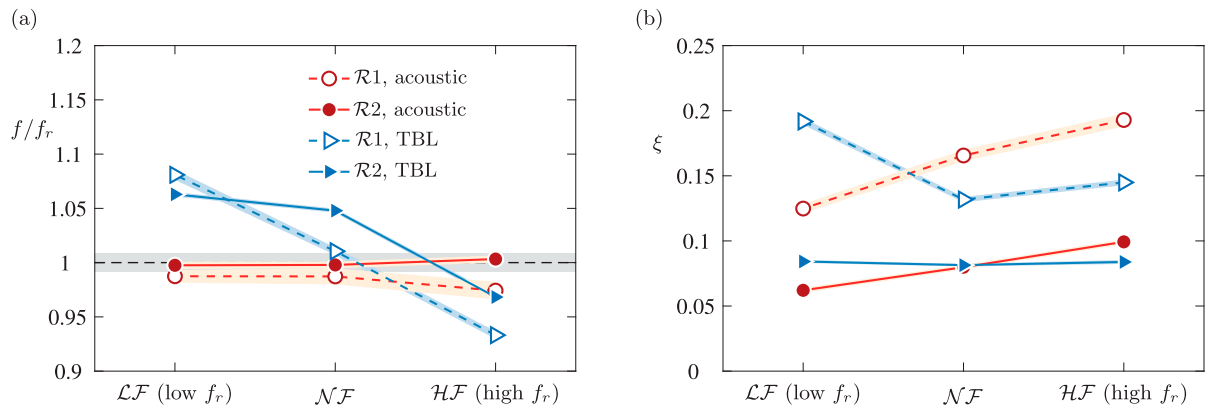 (a)
1.2
1.15
1.1
1.05
1
0.95
0.9
f/f_r
ℛ1, acoustic
ℛ2, acoustic
ℛ1, TBL
ℛ2, TBL
ℒℱ (low f_r)
𝒩ℱ
ℋℱ (high f_r)
(b)
0.25
0.2
0.15
0.1
0.05
0
ξ
ℒℱ (low f_r)
𝒩ℱ
ℋℱ (high f_r)